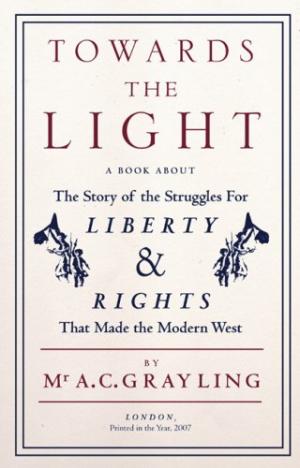 TOWARDS
THE
LIGHT
A BOOK ABOUT
The Story of the Struggles For
LIBERTY
&
RIGHTS
That Made the Modern West
BY
Mr A.C.GRAYLING
LONDON,
Printed in the Year, 2007